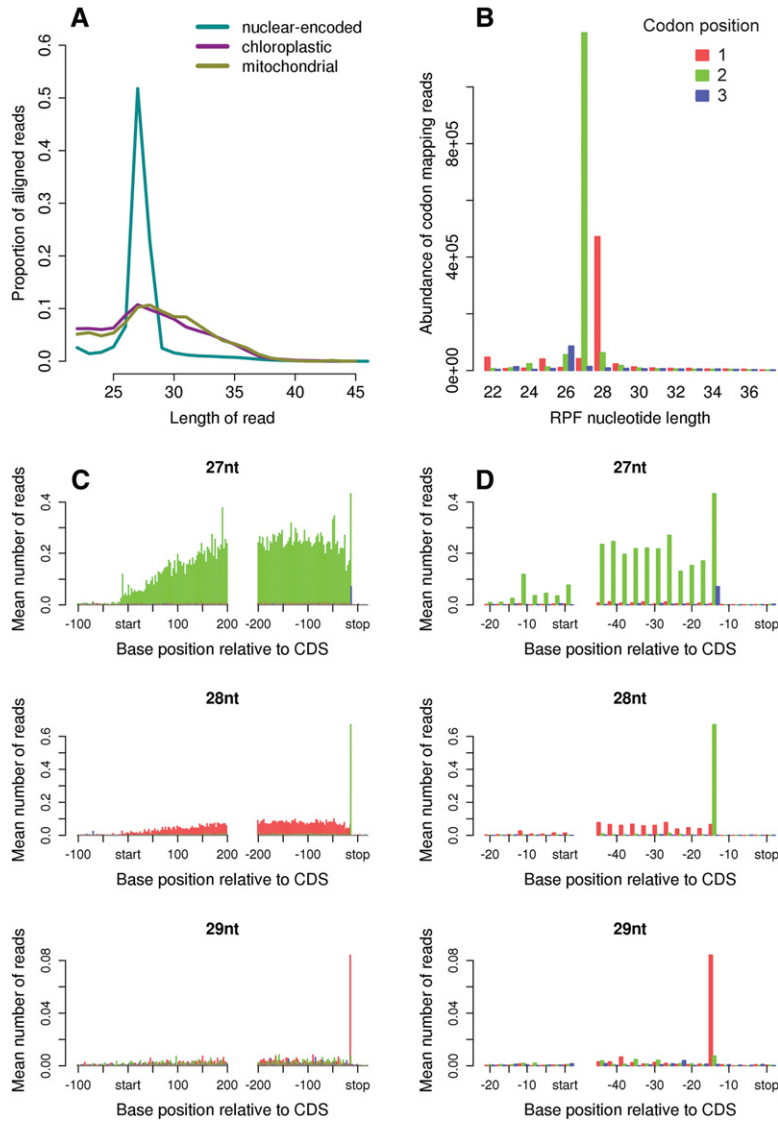 A
nuclear-encoded
chloroplastic
mitochondrial
Proportion of aligned reads
0.6
0.5
0.4
0.3
0.2
0.1
0.0
25 30 35 40 45
Length of read
B
Codon position
1
2
3
Abundance of codon mapping reads
8e+05
4e+05
0e+00
22 24 26 28 30 32 34 36
RPF nucleotide length
C
27nt
Mean number of reads
0.4
0.2
0.0
-100 start 100 200 -200 -100 stop
Base position relative to CDS
D
27nt
Mean number of reads
0.4
0.2
0.0
-20 -10 start -40 -30 -20 -10 stop
Base position relative to CDS
28nt
Mean number of reads
0.6
0.4
0.2
0.0
-100 start 100 200 -200 -100 stop
Base position relative to CDS
28nt
Mean number of reads
0.6
0.4
0.2
0.0
-20 -10 start -40 -30 -20 -10 stop
Base position relative to CDS
29nt
Mean number of reads
0.08
0.04
0.00
-100 start 100 200 -200 -100 stop
Base position relative to CDS
29nt
Mean number of reads
0.08
0.04
0.00
-20 -10 start -40 -30 -20 -10 stop
Base position relative to CDS